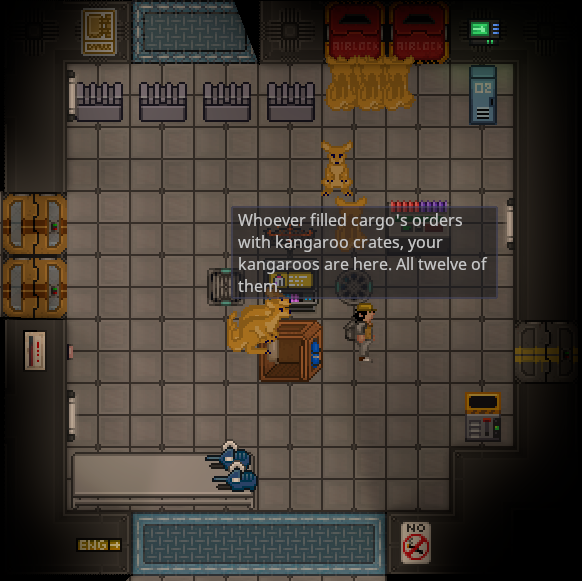 AIRLOCK
AIRLOCK
O2
Whoever filled cargo's orders
with kangaroo crates, your
kangaroos are here. All twelve of
them.
ENG
NO